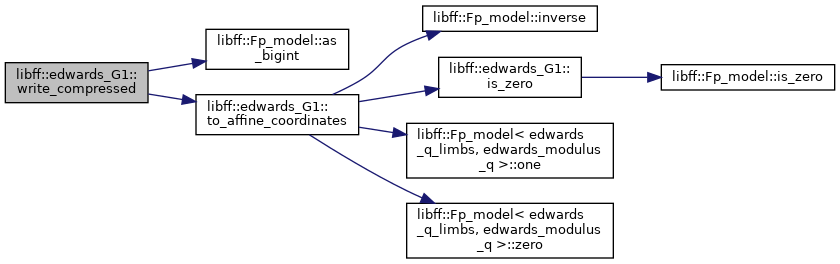 libff::edwards_G1::
write_compressed
libff::Fp_model::as
_bigint
libff::edwards_G1::
to_affine_coordinates
libff::Fp_model::inverse
libff::edwards_G1::
is_zero
libff::Fp_model::is_zero
libff::Fp_model< edwards
_q_limbs, edwards_modulus
_q >::one
libff::Fp_model< edwards
_q_limbs, edwards_modulus
_q >::zero